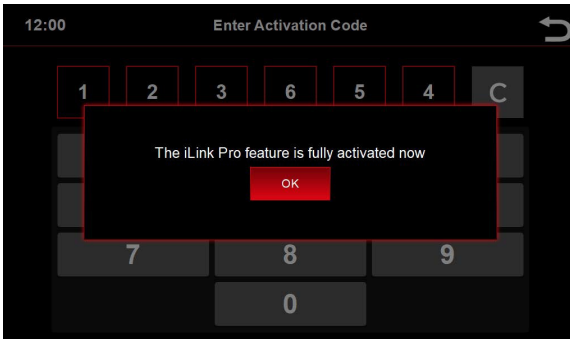 12:00 Enter Activation Code
1 2 3 6 5 4 C
The iLink Pro feature is fully activated now
OK
7 8 9
0